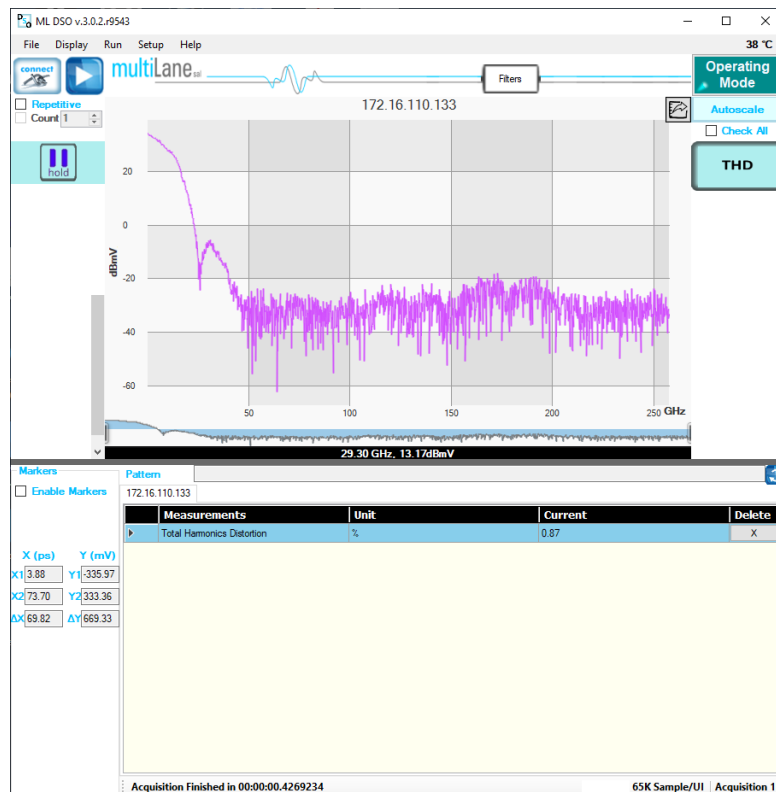 ML DSO v.3.0.2.r9543
File Display Run Setup Help 38 °C
connect
multiLane sal
Filters
Operating Mode
Repetitive
Count 1
172.16.110.133
Autoscale
Check All
hold
THD
dBmV
20
0
-20
-40
-60
50 100 150 200 250 GHz
29.30 GHz, 13.17dBmV
Markers
Enable Markers
Pattern
172.16.110.133
Measurements Unit Current Delete
Total Harmonics Distortion % 0.87 X
X (ps) Y (mV)
X1 3.88 Y1 -335.97
X2 73.70 Y2 333.36
ΔX 69.82 ΔY 669.33
Acquisition Finished in 00:00:00.4269234 65K Sample/UI Acquisition 1